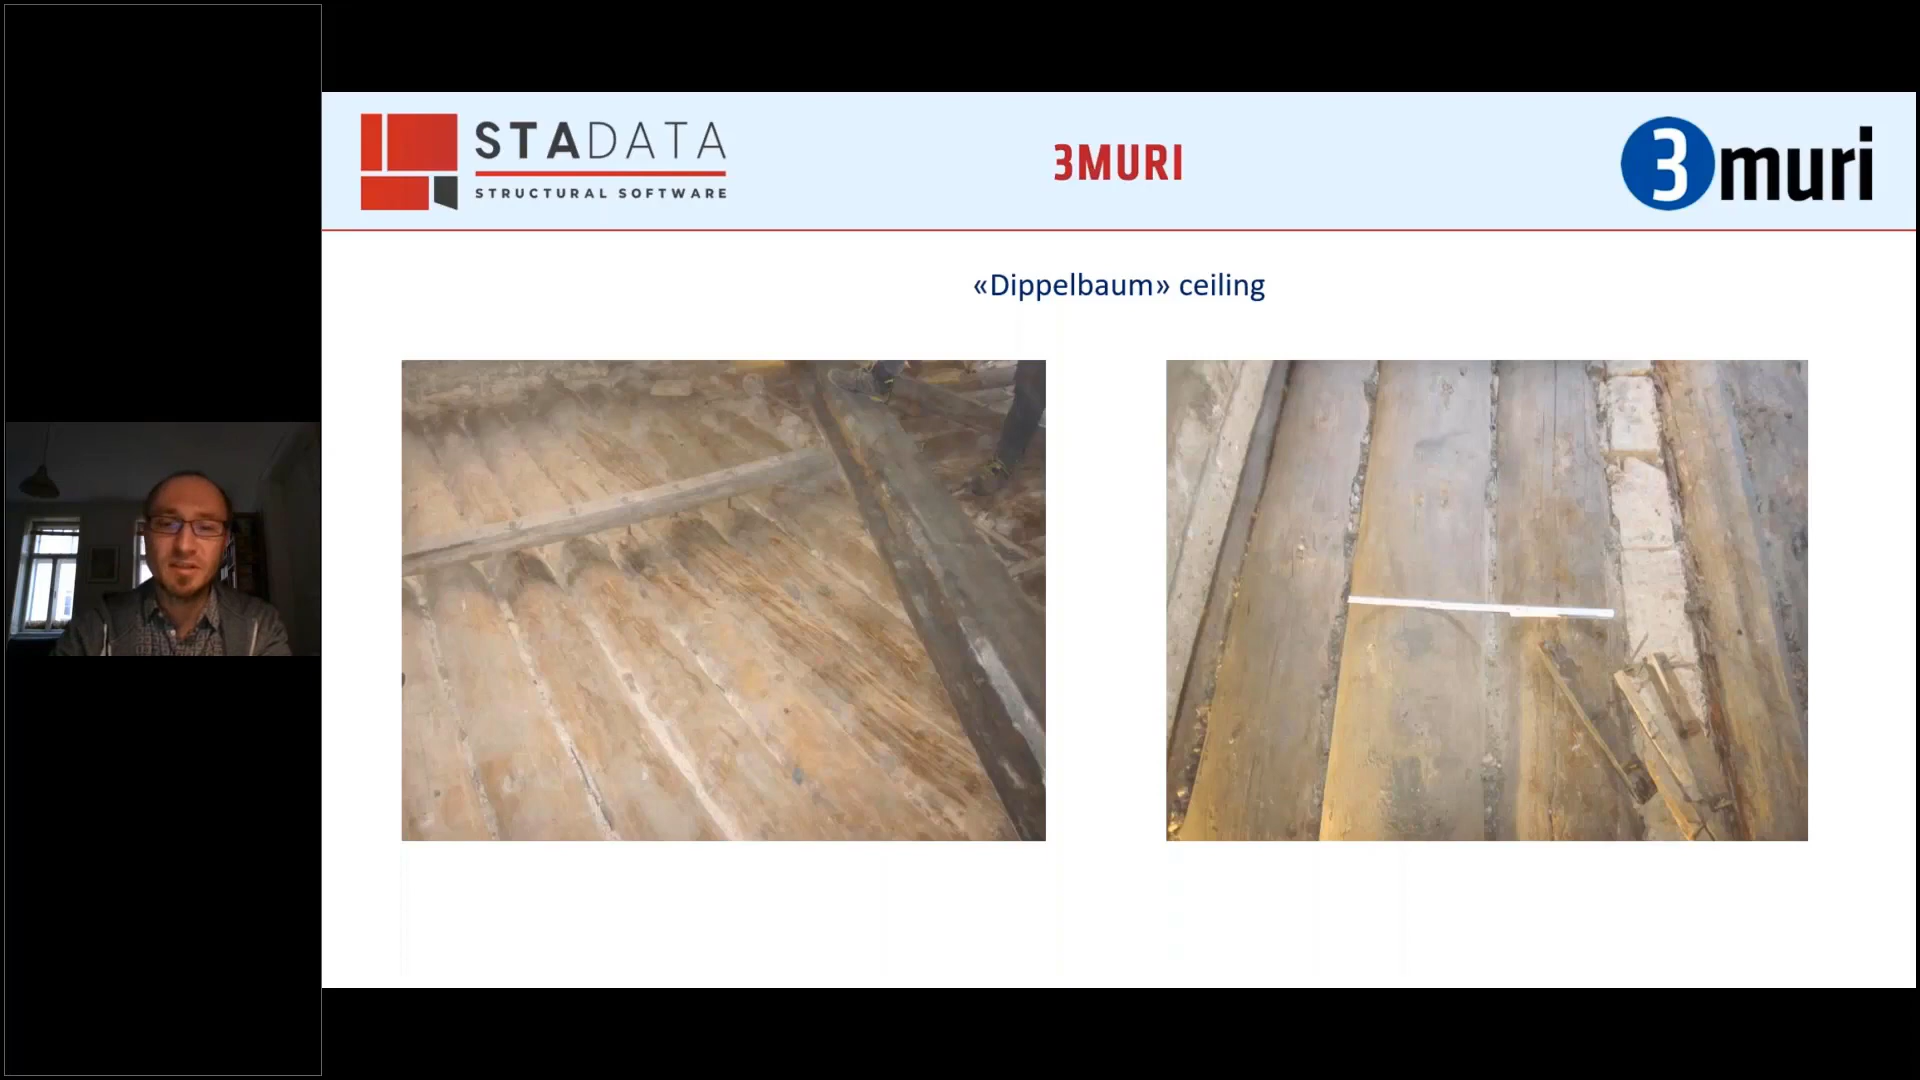 STADATA
STRUCTURAL SOFTWARE
3MURI
3muri
«Dippelbaum» ceiling